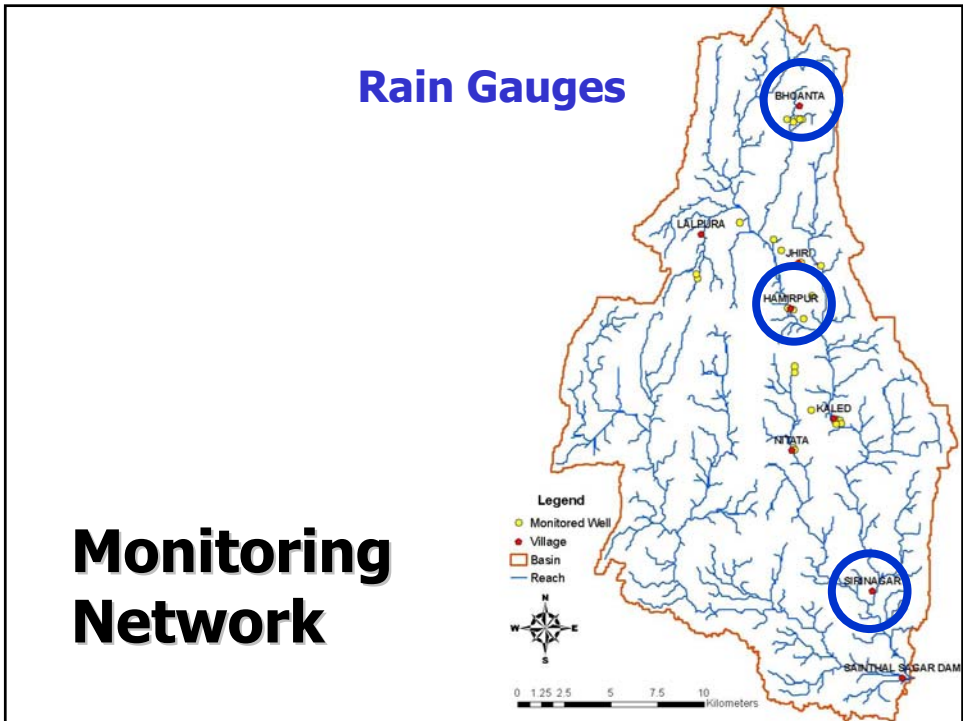 Rain Gauges
BHOANTA
LALPURA
JHIRI
HAMIRPUR
KALED
NITATA
Legend
Monitored Well
Village
Basin
Reach
N
W E
S
SIRINAGAR
SAINTHAL SAGAR DAM
0 1.25 2.5 5 7.5 10
Kilometers
Monitoring
Network